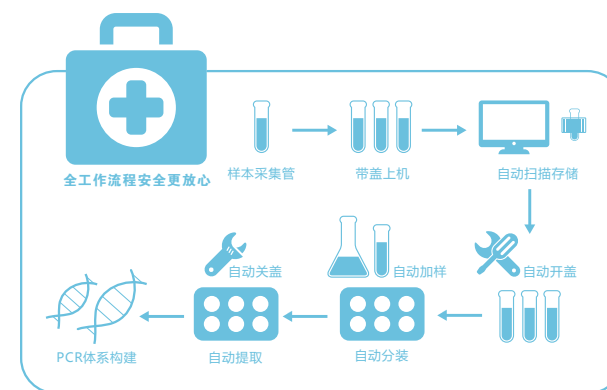 全工作流程安全更放心
样本采集管
带盖上机
自动扫描存储
自动关盖
自动加样
自动开盖
PCR体系构建
自动提取
自动分装